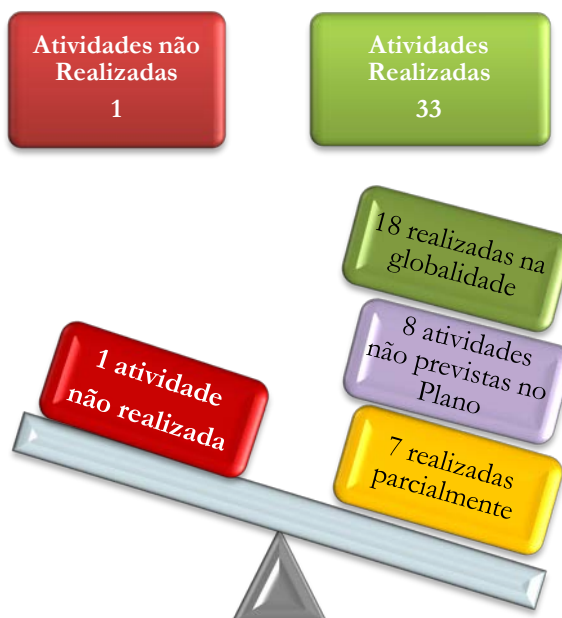 Atividades não
Realizadas
1
Atividades
Realizadas
33
18 realizadas na
globalidade
8 atividades
não previstas no
Plano
1 atividade
não realizada
7 realizadas
parcialmente